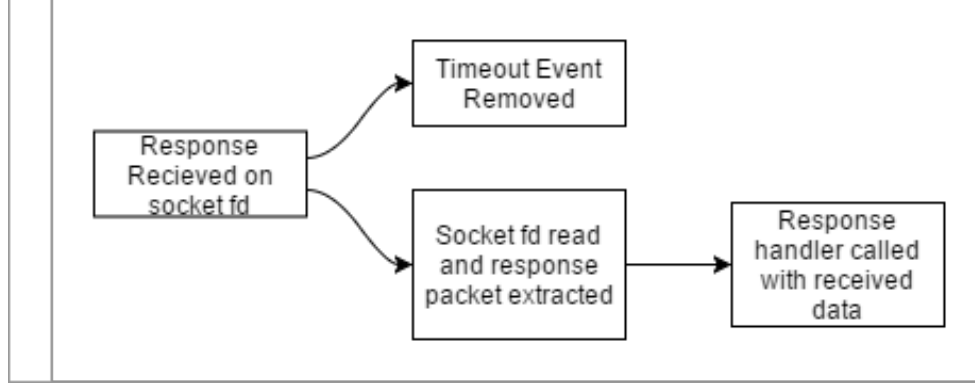 Timeout Event
Removed
Response
Recieved on
socket fd
Socket fd read
and response
packet extracted
Response
handler called
with received
data